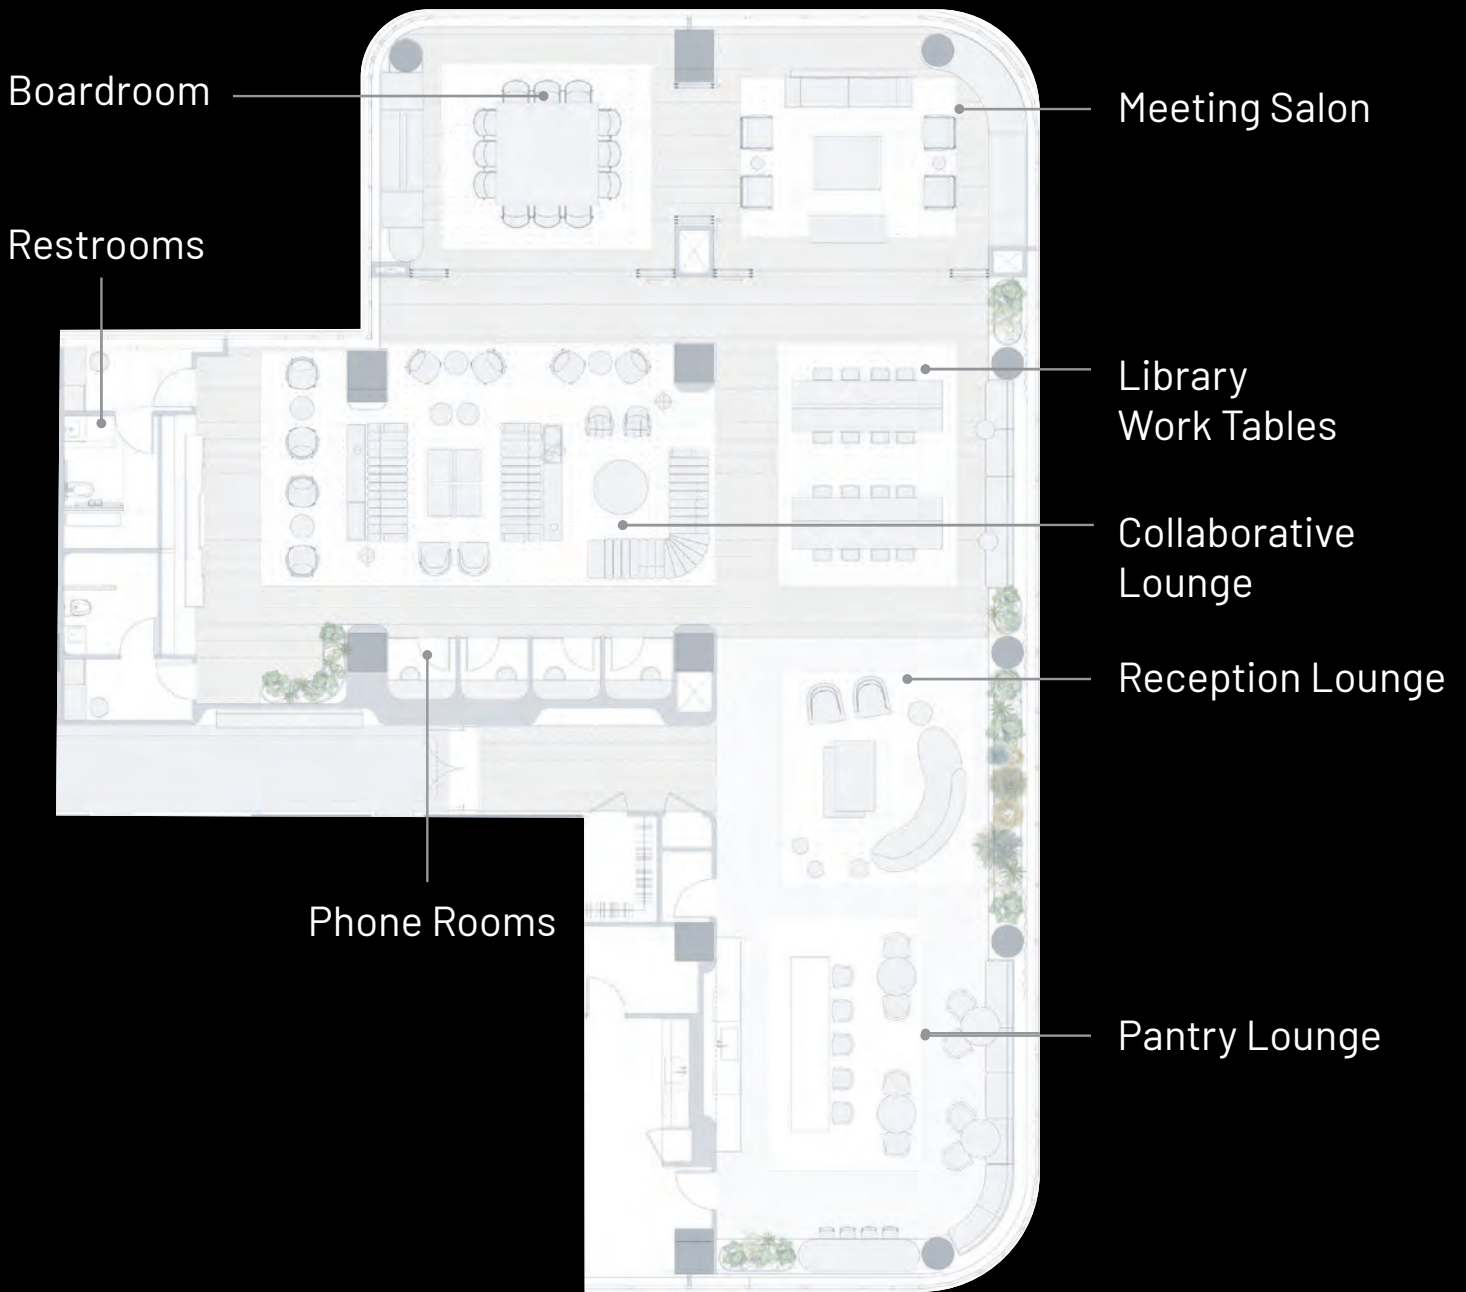 Boardroom
Meeting Salon
Restrooms
Library
Work Tables
Collaborative
Lounge
Reception Lounge
Phone Rooms
Pantry Lounge